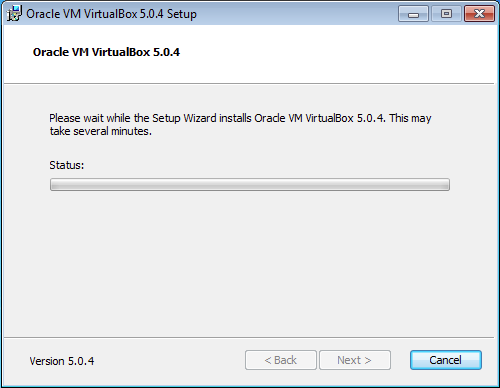 Oracle VM VirtualBox 5.0.4 Setup
Oracle VM VirtualBox 5.0.4
Please wait while the Setup Wizard installs Oracle VM VirtualBox 5.0.4. This may
take several minutes.
Status:
Version 5.0.4
< Back
Next >
Cancel